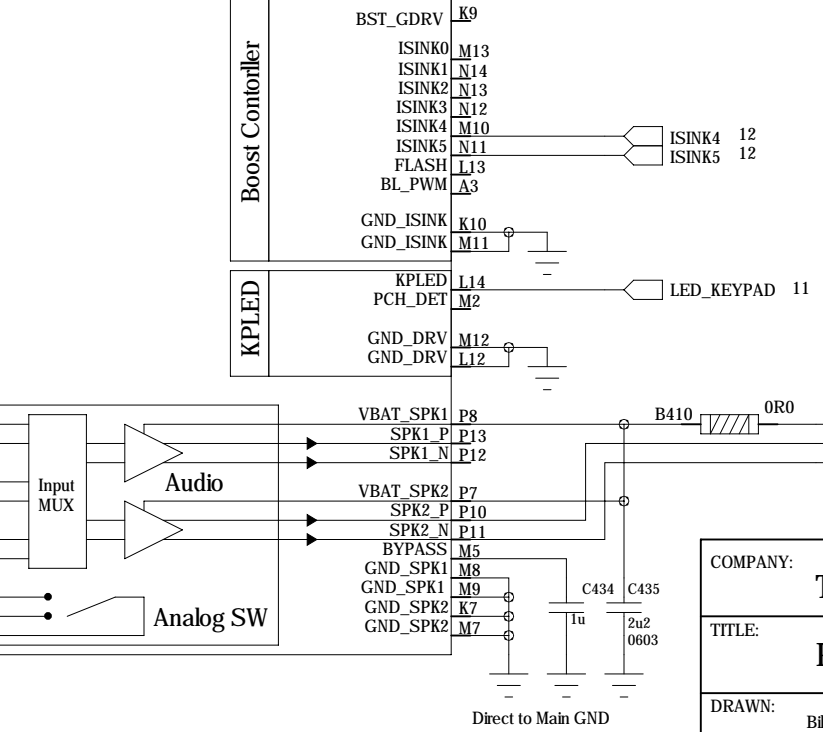 BST_GDRV K9
ISINK0 M13
ISINK1 N14
ISINK2 N13
ISINK3 N12
ISINK4 M10
ISINK4 12
ISINK5 N11
ISINK5 12
FLASH L13
BL_PWM A3
Boost Contorller
GND_ISINK K10
GND_ISINK M11
KPLED
KPLED L14
LED_KEYPAD 11
PCH_DET M2
GND_DRV M12
GND_DRV L12
VBAT_SPK1 P8
B410 0R0
SPK1_P P13
SPK1_N P12
Input
MUX
Audio
VBAT_SPK2 P7
SPK2_P P10
SPK2_N P11
BYPASS M5
GND_SPK1 M8
GND_SPK1 M9
GND_SPK2 K7
GND_SPK2 M7
Analog SW
C434 C435
1u 2u2
0603
Direct to Main GND
COMPANY:
TITLE:
DRAWN: